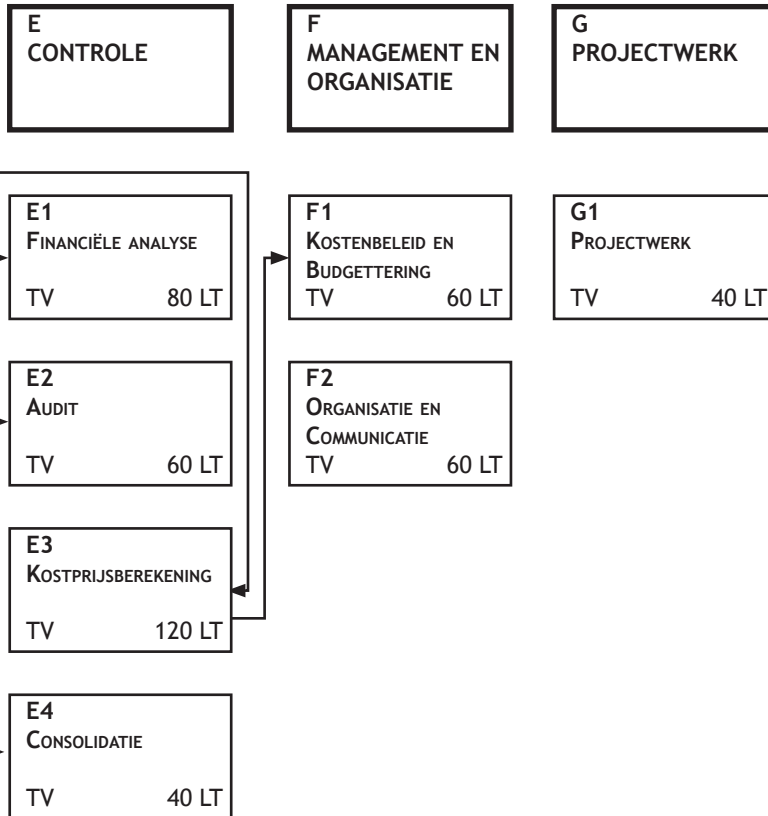 E
CONTROLE
F
MANAGEMENT EN
ORGANISATIE
G
PROJECTWERK
E1
Financiële analyse
TV 80 LT
F1
Kostenbeleid en
Budgettering
TV 60 LT
G1
Projectwerk
TV 40 LT
E2
Audit
TV 60 LT
F2
Organisatie en
Communicatie
TV 60 LT
E3
Kostprijsberekening
TV 120 LT
E4
Consolidatie
TV 40 LT